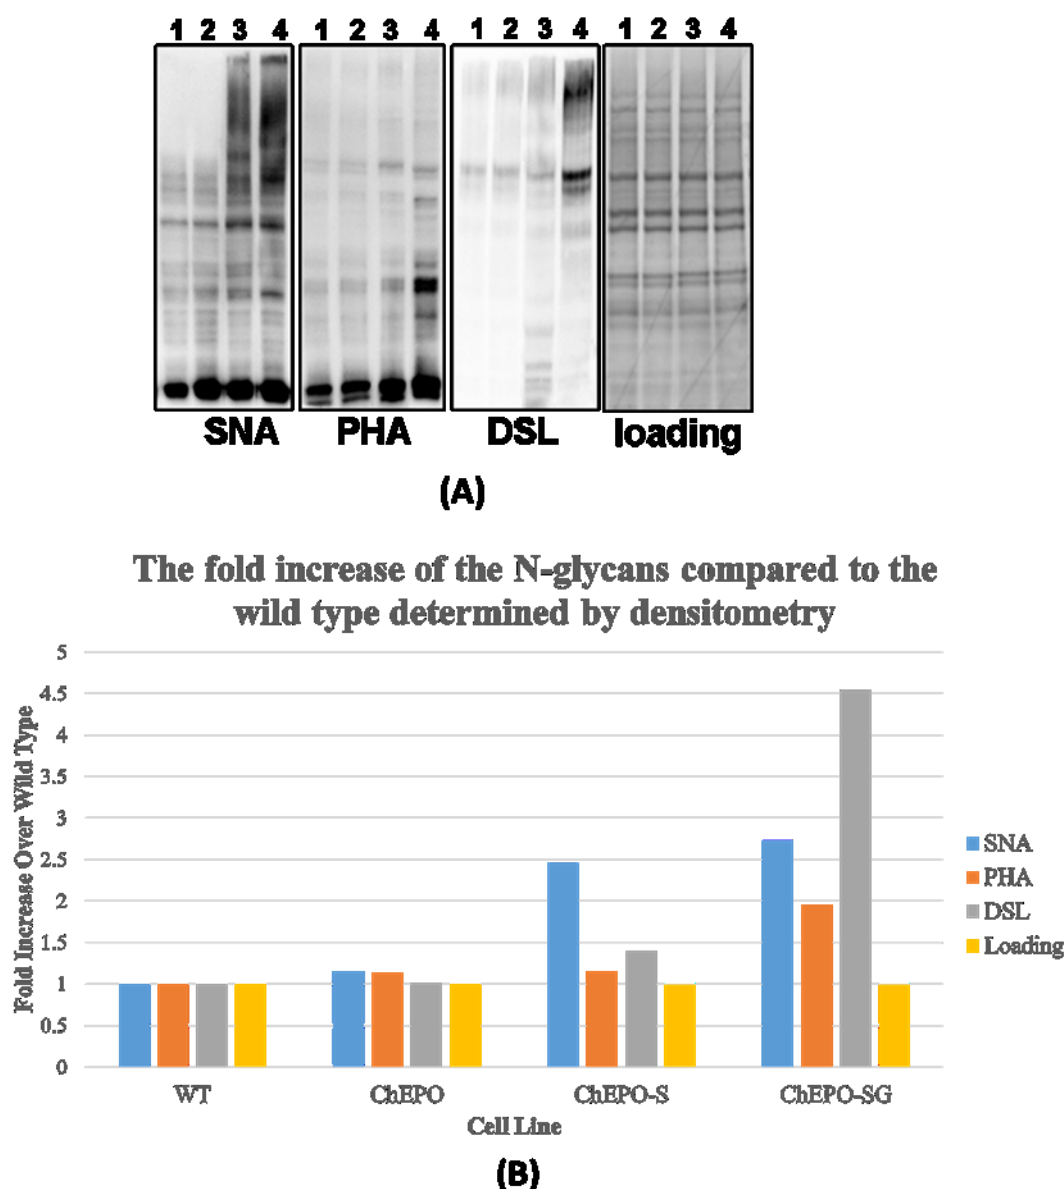 1 2 3 4 1 2 3 4 1 2 3 4 1 2 3 4
SNA PHA DSL loading
(A)
The fold increase of the N-glycans compared to the
wild type determined by densitometry
Fold Increase Over Wild Type
5
4.5
4
3.5
3
2.5
2
1.5
1
0.5
0
SNA
PHA
DSL
Loading
WT ChEPO ChEPO-S ChEPO-SG
Cell Line
(B)